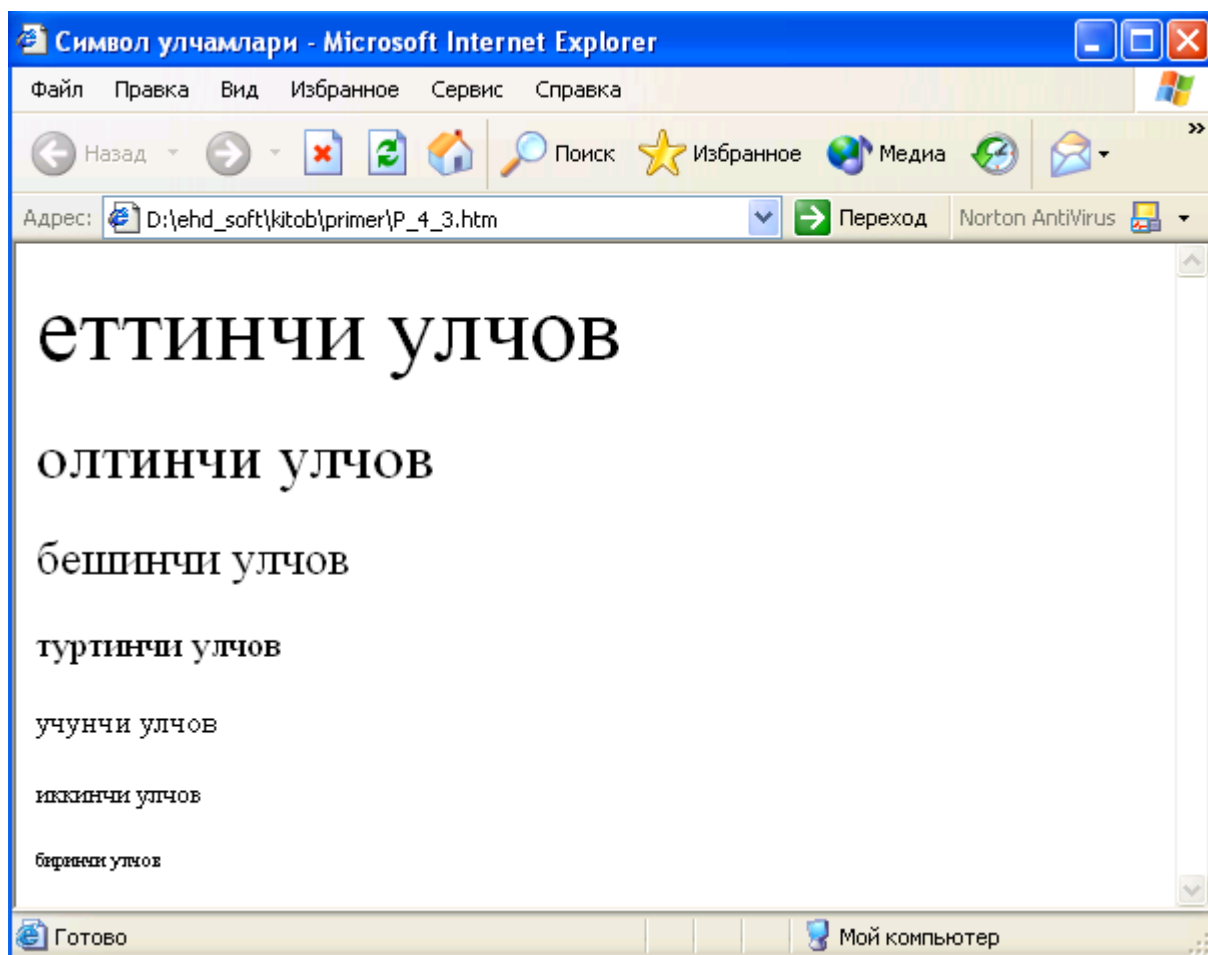 Символ улчамлари - Microsoft Internet Explorer
Файл Правка Вид Избранное Сервис Справка
Назад Поиск Избранное Медиа »
Адрес: D:\ehd_soft\kitob\primer\P_4_3.htm Переход Norton AntiVirus
еттинчи улчов
олтинчи улчов
бешинчи улчов
туртинчи улчов
учунчи улчов
иккинчи улчов
биринчи улчов
Готово Мой компьютер